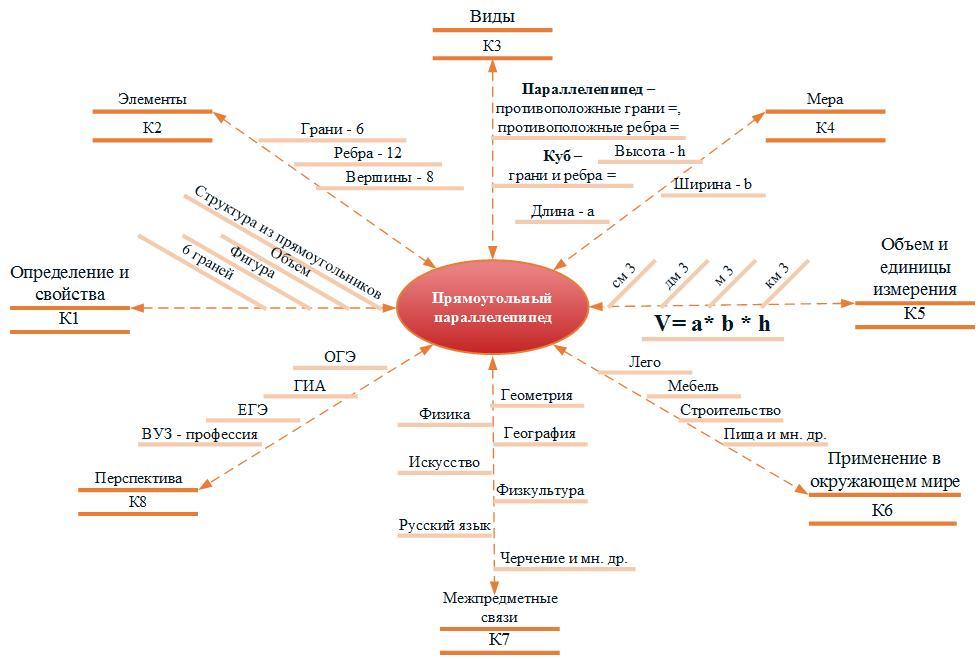 Виды
К3
Параллелепипед –
противоположные грани =,
противоположные ребра =
Куб –
грани и ребра =
Элементы
К2
Грани - 6
Ребра - 12
Вершины - 8
Мера
К4
Высота - h
Ширина - b
Длина - a
Определение и
свойства
К1
Структура из прямоугольников
Объем
Фигура
6 граней
Прямоугольный
параллелепипед
Объем и
единицы
измерения
К5
см 3
дм 3
м 3
км 3
V= a* b * h
ОГЭ
ГИА
ЕГЭ
ВУЗ - профессия
Перспектива
К8
Геометрия
Физика
География
Искусство
Физкультура
Русский язык
Черчение и мн. др.
Межпредметные
связи
К7
Лего
Мебель
Строительство
Пища и мн. др.
Применение в
окружающем мире
К6